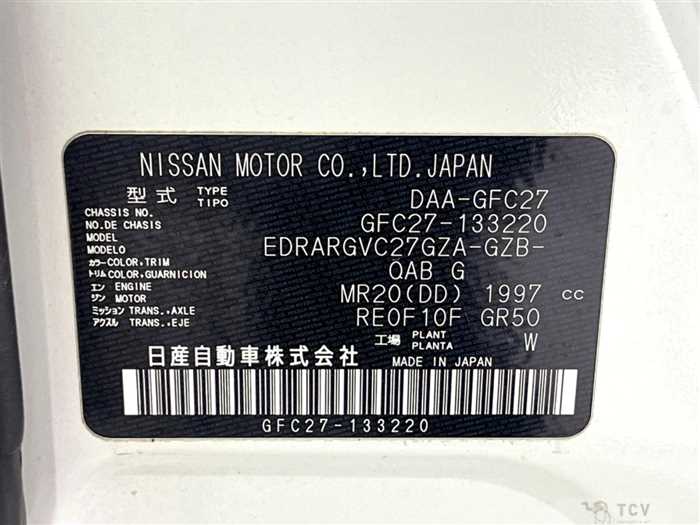 NISSAN MOTOR CO.,LTD.JAPAN
型式 TYPE TIPO DAA-GFC27
CHASSIS NO. NO.DE CHASIS GFC27-133220
MODEL MODELO EDRARGVC27GZA-GZB-
カラー COLOR,TRIM トリム COLOR,GUARNICION QAB G
エン ENGINE ジン MOTOR MR20(DD) 1997 cc
ミッション TRANS.,AXLE アクスル TRANS.,EJE RE0F10F GR50
工場 PLANT PLANTA W
日産自動車株式会社 MADE IN JAPAN
GFC27-133220
TCV